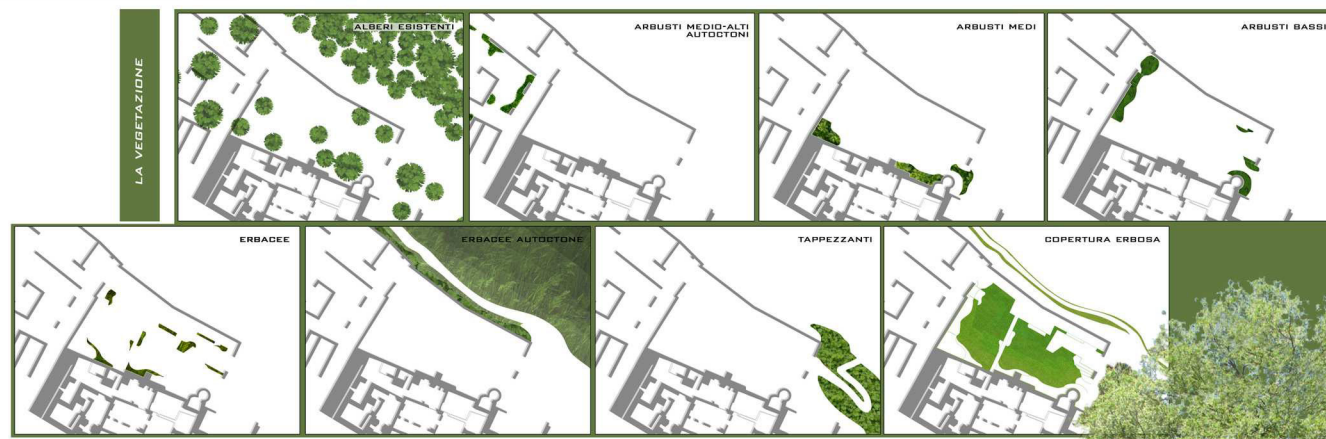 LA VEGETAZIONE
ALBERI ESISTENTI
ARBUSTI MEDIO-ALTI
AUTOCTONI
ARBUSTI MEDI
ARBUSTI BASSI
ERBACEE
ERBACEE AUTOCTONE
TAPPEZZANTI
COPERTURA ERBOSA